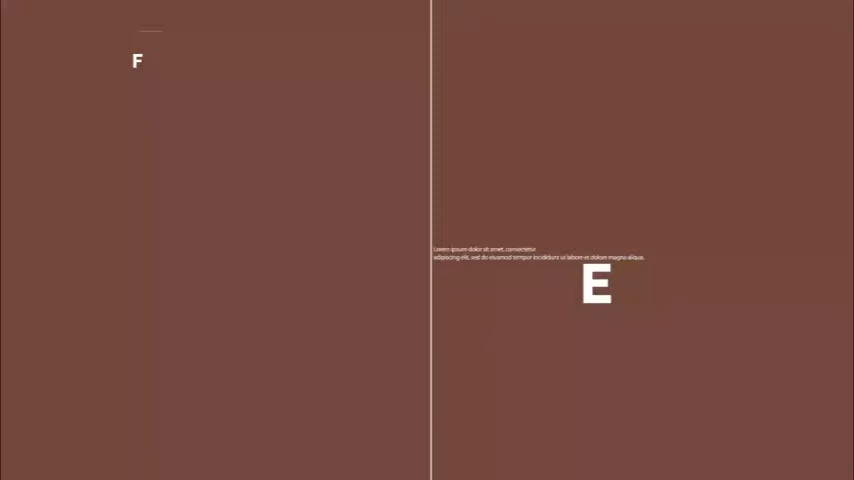 F
Lorem ipsum dolor sit amet, consectetur
adipiscing elit, sed do eiusmod tempor incididunt ut labore et dolore magna aliqua.
E